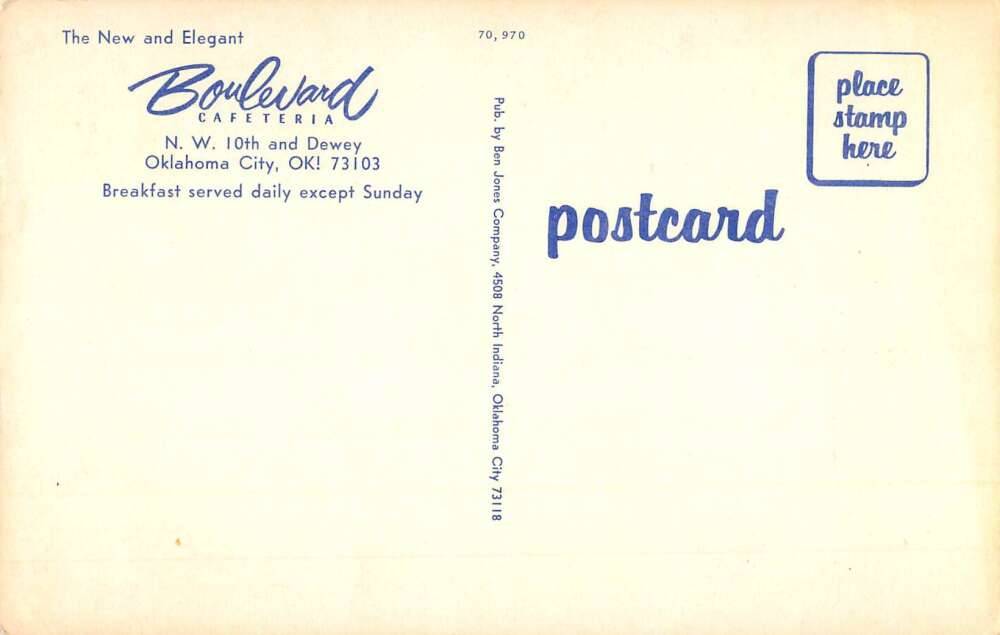 The New and Elegant
Boulevard
CAFETERIA
N. W. 10th and Dewey
Oklahoma City, OK! 73103
Breakfast served daily except Sunday
70,970
Pub. by Ben Jones Company, 4508 North Indiana, Oklahoma City 73118
place
stamp
here
postcard